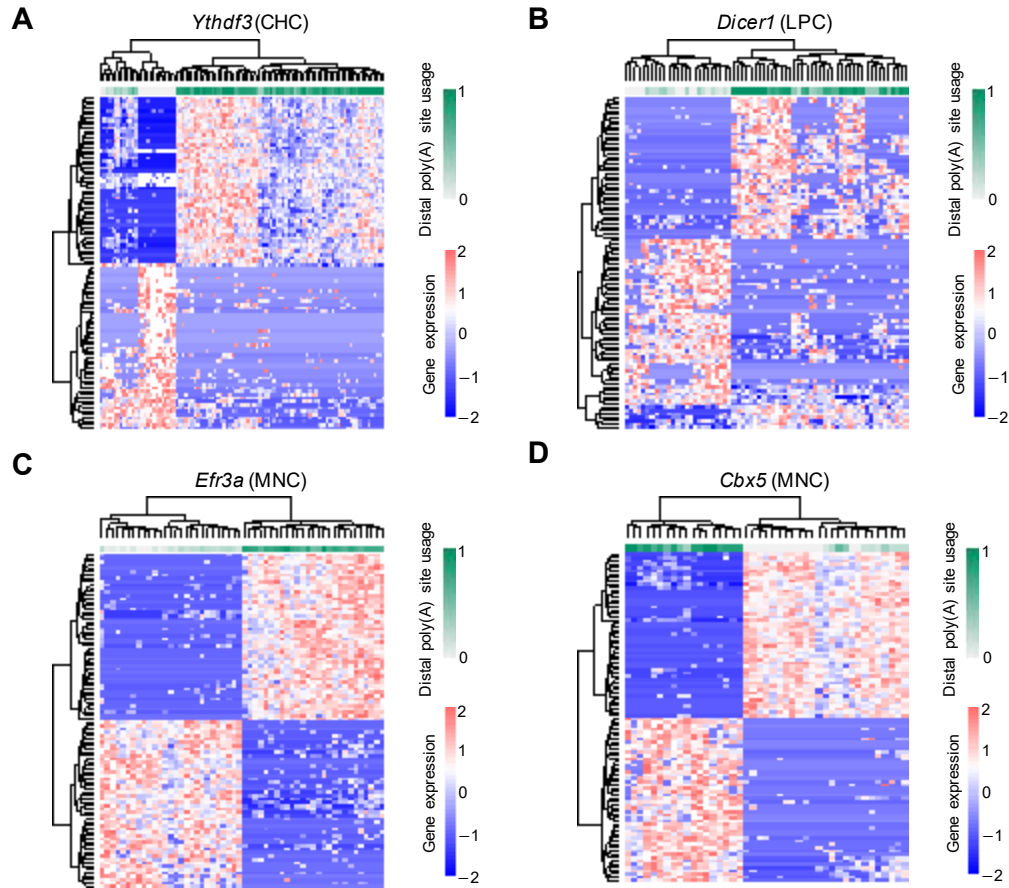 A
Ythdf3 (CHC)
Distal poly(A) site usage
1
0
Gene expression
2
1
0
−1
−2
B
Dicer1 (LPC)
Distal poly(A) site usage
1
0
Gene expression
2
1
0
−1
−2
C
Efr3a (MNC)
Distal poly(A) site usage
1
0
Gene expression
2
1
0
−1
−2
D
Cbx5 (MNC)
Distal poly(A) site usage
1
0
Gene expression
2
1
0
−1
−2